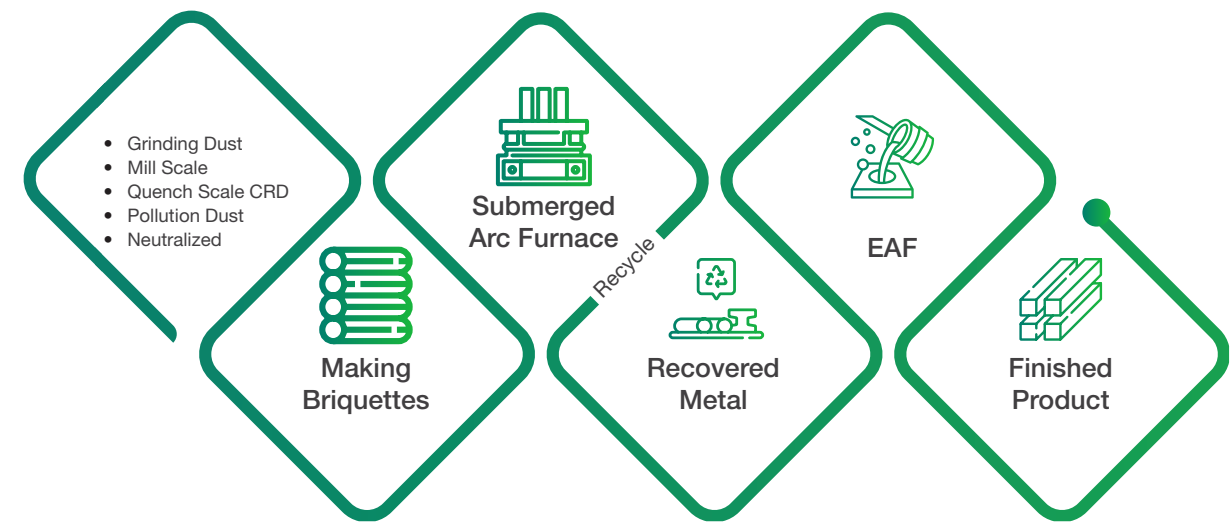 • Grinding Dust
• Mill Scale
• Quench Scale CRD
• Pollution Dust
• Neutralized
Making
Briquettes
Submerged
Arc Furnace
Recycle
Recovered
Metal
EAF
Finished
Product